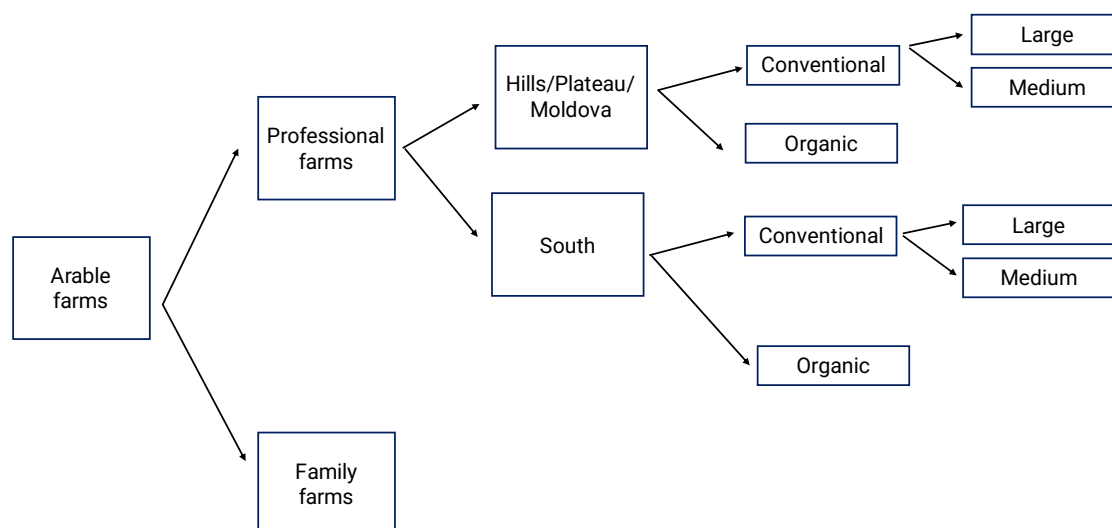 Arable
farms
Professional
farms
Family
farms
Hills/Plateau/
Moldova
South
Conventional
Organic
Conventional
Organic
Large
Medium
Large
Medium